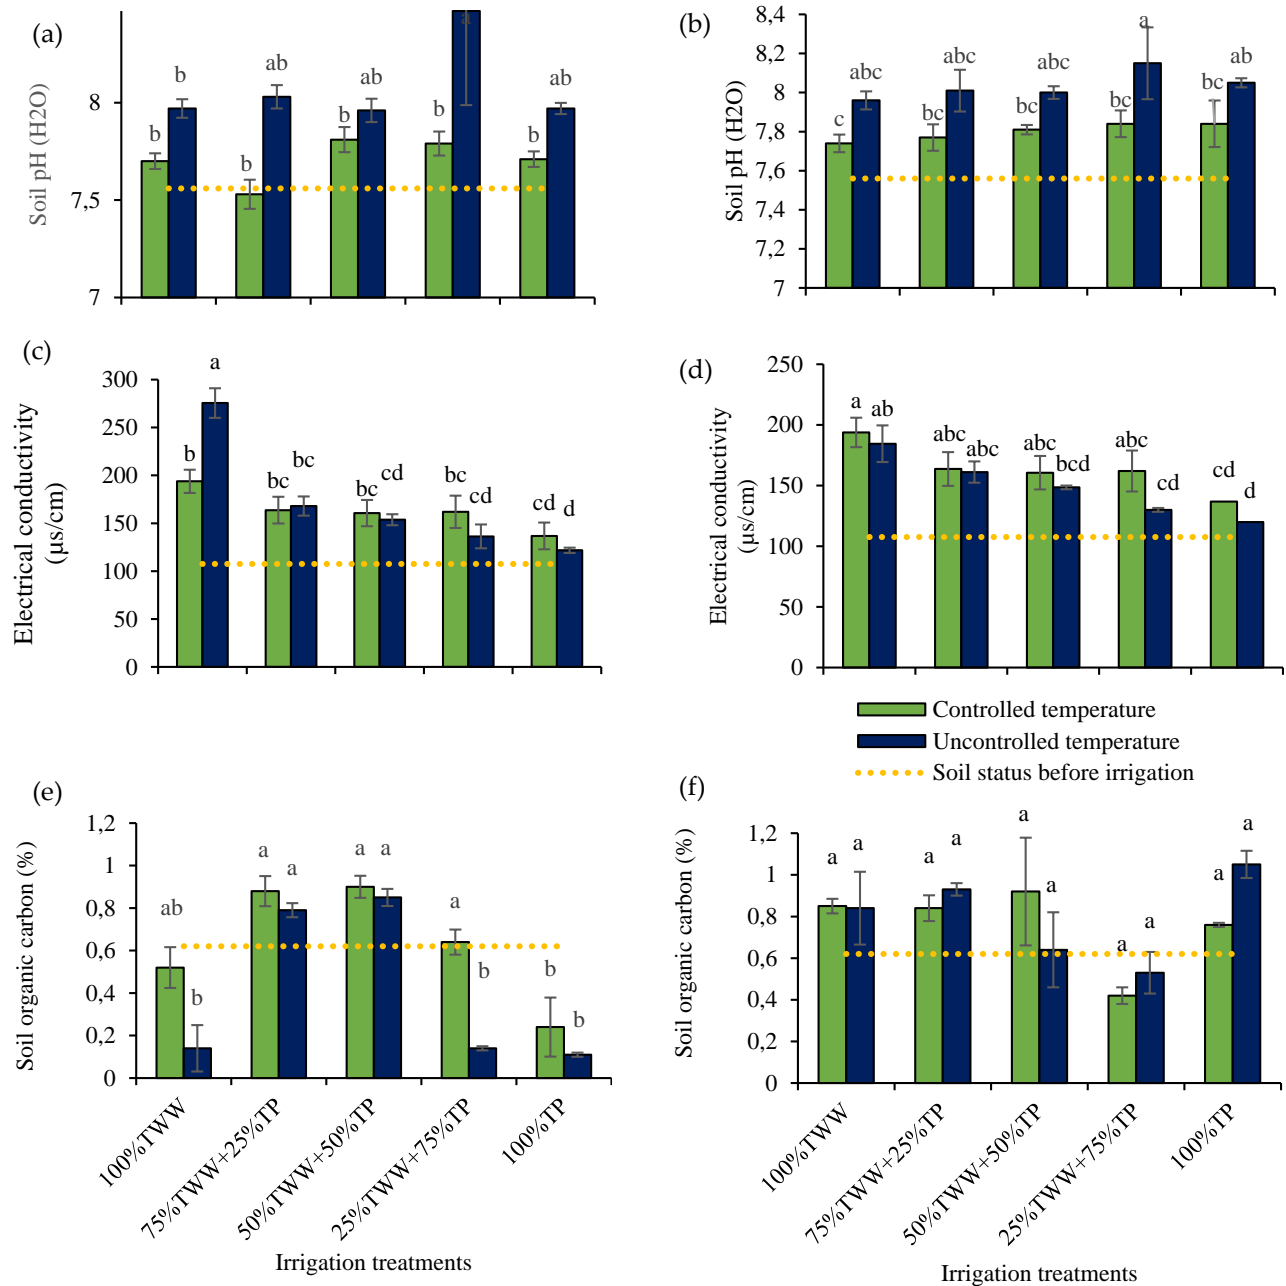 (a)
Soil pH (H2O)
8
7,5
7
b
b
b
ab
b
ab
b
a
b
ab
(b)
Soil pH (H2O)
8,4
8,2
8
7,8
7,6
7,4
7,2
7
c
abc
bc
abc
bc
abc
bc
a
bc
ab
(c)
Electrical conductivity
(µs/cm)
300
250
200
150
100
50
0
b
a
bc
bc
bc
cd
bc
cd
cd
d
(d)
Electrical conductivity
(µs/cm)
250
200
150
100
50
0
a
ab
abc
abc
abc
bcd
abc
cd
cd
d
Controlled temperature
Uncontrolled temperature
Soil status before irrigation
(e)
Soil organic carbon (%)
1,2
1
0,8
0,6
0,4
0,2
0
ab
b
a
a
a
a
a
b
b
b
100%TWW
75%TWW+25%TP
50%TWW+50%TP
25%TWW+75%TP
100%TP
Irrigation treatments
(f)
Soil organic carbon (%)
1,2
1
0,8
0,6
0,4
0,2
0
a
a
a
a
a
a
a
a
a
a
100%TWW
75%TWW+25%TP
50%TWW+50%TP
25%TWW+75%TP
100%TP
Irrigation treatments